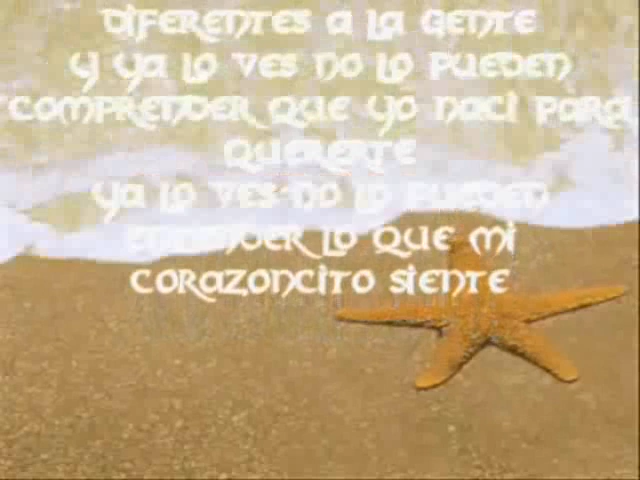 DIFERENTES A LA GENTE
Y YA LO VES NO LO PUEDEN
COMPRENDER QUE YO NACI PARA
QUERERTE
YA LO VES NO LO PUEDEN
ENTENDER LO QUE MI
CORAZONCITO SIENTE